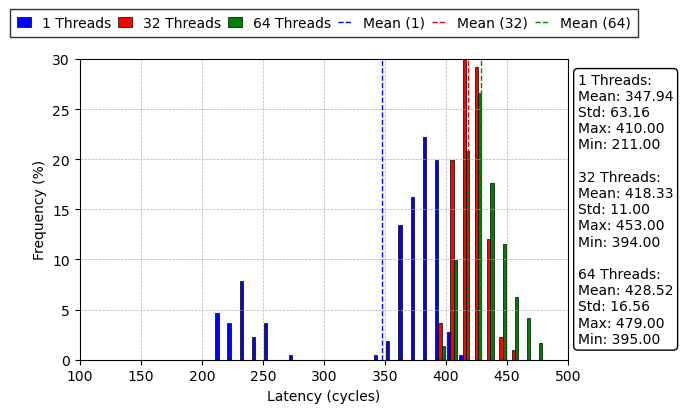 1 Threads 32 Threads 64 Threads Mean (1) Mean (32) Mean (64)
30
25
20
15
10
5
0
Frequency (%)
100 150 200 250 300 350 400 450 500
Latency (cycles)
1 Threads:
Mean: 347.94
Std: 63.16
Max: 410.00
Min: 211.00
32 Threads:
Mean: 418.33
Std: 11.00
Max: 453.00
Min: 394.00
64 Threads:
Mean: 428.52
Std: 16.56
Max: 479.00
Min: 395.00